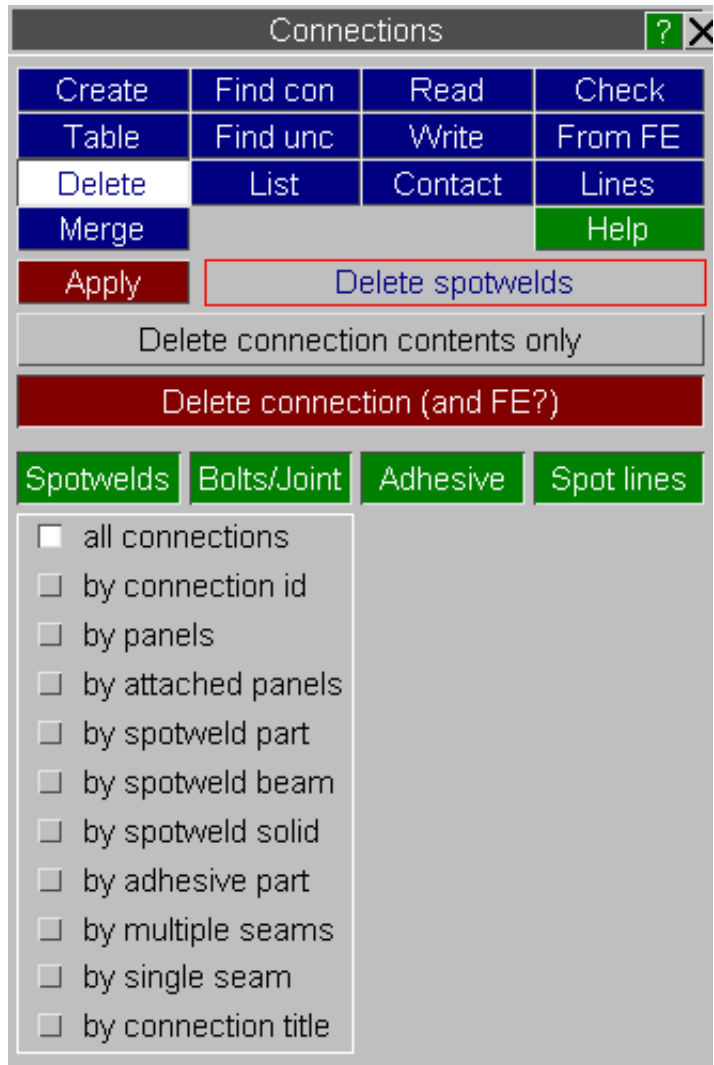 Connections ? X
Create Find con Read Check
Table Find unc Write From FE
Delete List Contact Lines
Merge Help
Apply Delete spotwelds
Delete connection contents only
Delete connection (and FE?)
Spotwelds Bolts/Joint Adhesive Spot lines
all connections
by connection id
by panels
by attached panels
by spotweld part
by spotweld beam
by spotweld solid
by adhesive part
by multiple seams
by single seam
by connection title